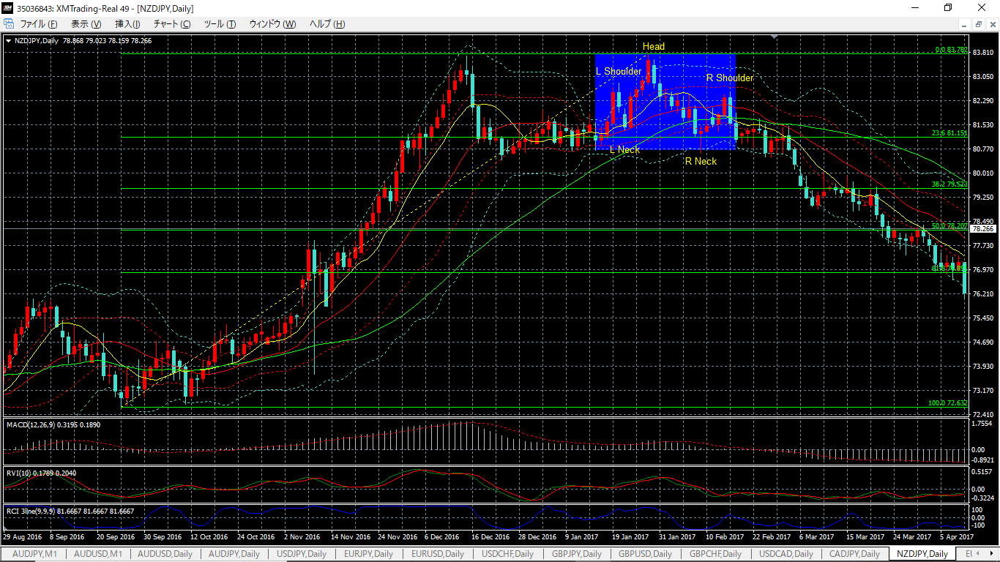 35036843: XMTrading-Real 49 - [NZDJPY,Daily]
ファイル (F) 表示 (V) 挿入(I) チャート (C) ツール (T) ウィンドウ (W) ヘルプ (H)
NZDJPY,Daily 78.868 79.023 78.159 78.266
Head
L Shoulder
R Shoulder
L Neck
R Neck
0.0 83.782
23.6 81.151
38.2 79.523
50.0 78.207
100.0 72.632
83.810
83.050
82.290
81.530
80.770
80.010
79.250
78.490
78.266
77.730
76.970
76.210
75.450
74.690
73.930
73.170
72.410
MACD(12,26,9) 0.3195 0.1890
1.7554
0.00
-0.8921
RVI(10) 0.1789 0.2040
0.5157
0.00
-0.3224
RCI 3line(9,9,9) 81.6667 81.6667 81.6667
100
0.00
-100
29 Aug 2016 8 Sep 2016 20 Sep 2016 30 Sep 2016 12 Oct 2016 24 Oct 2016 2 Nov 2016 14 Nov 2016 24 Nov 2016 6 Dec 2016 16 Dec 2016 28 Dec 2016 9 Jan 2017 19 Jan 2017 31 Jan 2017 10 Feb 2017 22 Feb 2017 6 Mar 2017 15 Mar 2017 24 Mar 2017 5 Apr 2017
AUDJPY,M1 AUDUSD,M1 AUDUSD,Daily AUDJPY,Daily USDJPY,Daily EURJPY,Daily EURUSD,Daily USDCHF,Daily GBPJPY,Daily GBPUSD,Daily GBPCHF,Daily USDCAD,Daily CADJPY,Daily NZDJPY,Daily